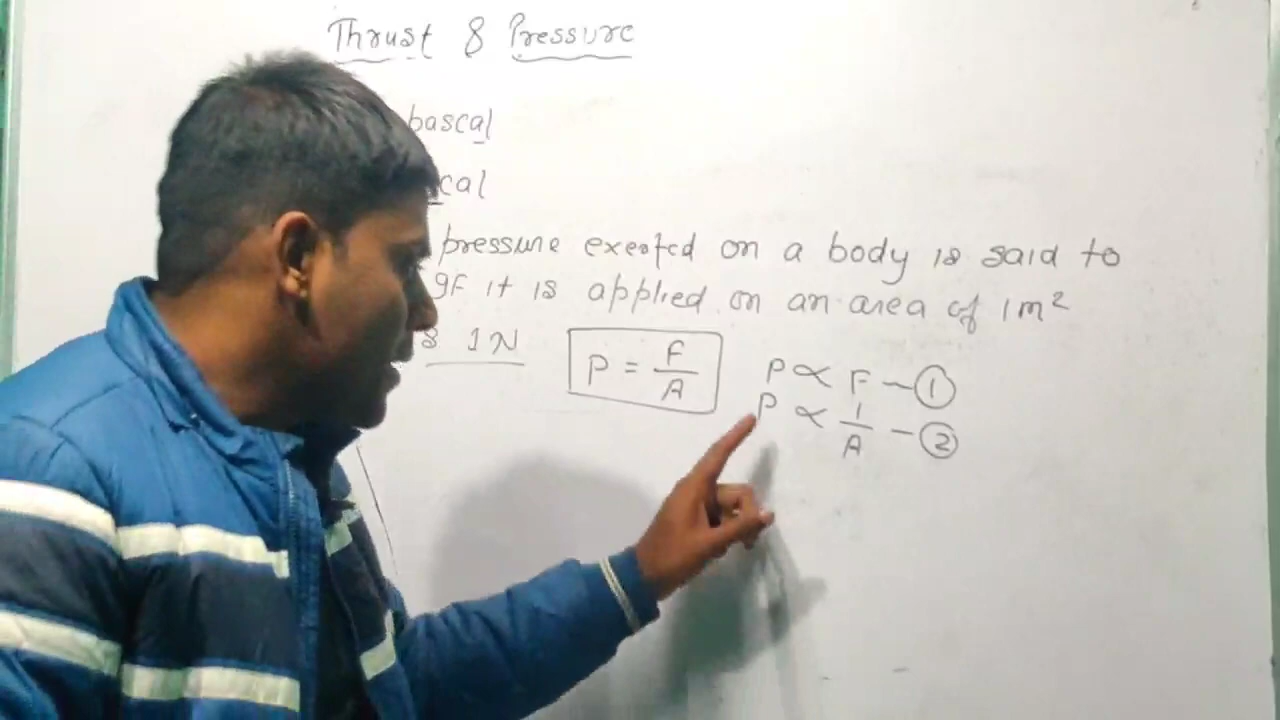 Thrust & Pressure
pascal
cal
pressure exerted on a body is said to
If it is applied on an area of 1m²
s 1N
P = F/A
P ∝ F - ①
P ∝ 1/A - ②